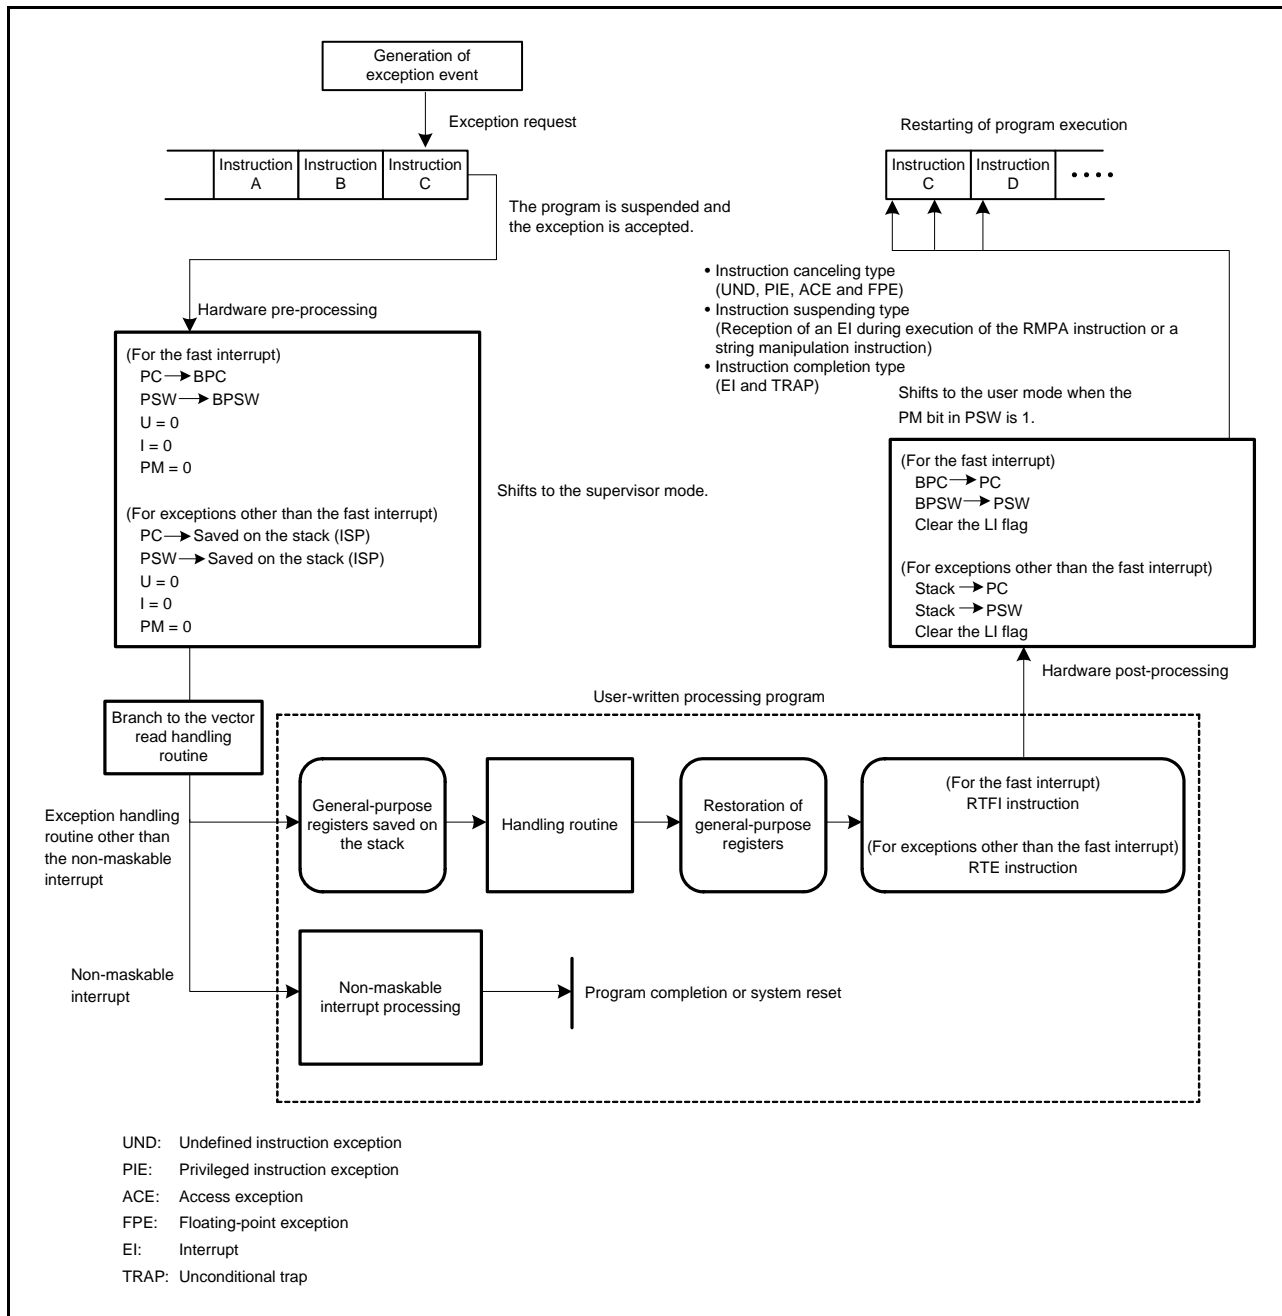 Generation of
exception event
Exception request
Restarting of program execution
Instruction
A
Instruction
B
Instruction
C
Instruction
C
Instruction
D
••••
The program is suspended and
the exception is accepted.
• Instruction canceling type
(UND, PIE, ACE and FPE)
• Instruction suspending type
(Reception of an EI during execution of the RMPA instruction or a
string manipulation instruction)
• Instruction completion type
(EI and TRAP)
Hardware pre-processing
(For the fast interrupt)
PC → BPC
PSW → BPSW
U = 0
I = 0
PM = 0
(For exceptions other than the fast interrupt)
PC → Saved on the stack (ISP)
PSW → Saved on the stack (ISP)
U = 0
I = 0
PM = 0
Shifts to the supervisor mode.
Shifts to the user mode when the
PM bit in PSW is 1.
(For the fast interrupt)
BPC → PC
BPSW → PSW
Clear the LI flag
(For exceptions other than the fast interrupt)
Stack → PC
Stack → PSW
Clear the LI flag
Hardware post-processing
User-written processing program
Branch to the vector
read handling
routine
Exception handling
routine other than
the non-maskable
interrupt
General-purpose
registers saved on
the stack
Handling routine
Restoration of
general-purpose
registers
(For the fast interrupt)
RTFI instruction
(For exceptions other than the fast interrupt)
RTE instruction
Non-maskable
interrupt
Non-maskable
interrupt processing
Program completion or system reset
UND: Undefined instruction exception
PIE: Privileged instruction exception
ACE: Access exception
FPE: Floating-point exception
EI: Interrupt
TRAP: Unconditional trap